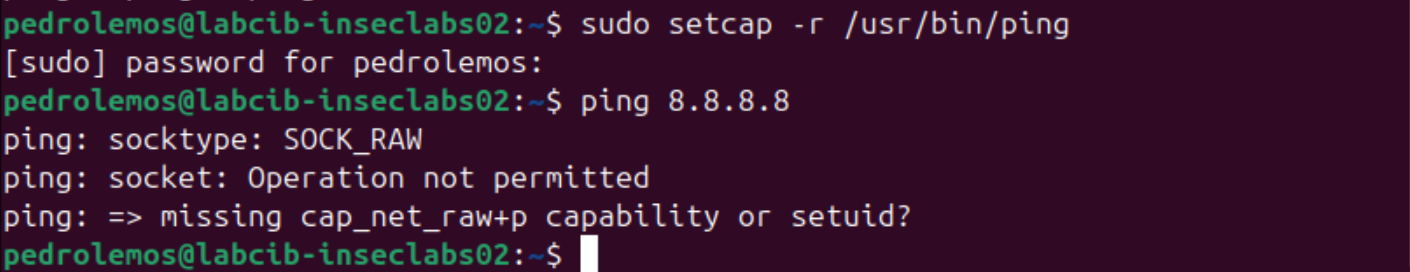 pedrolemos@labcib-inseclabs02:~$ sudo setcap -r /usr/bin/ping
[sudo] password for pedrolemos:
pedrolemos@labcib-inseclabs02:~$ ping 8.8.8.8
ping: socktype: SOCK_RAW
ping: socket: Operation not permitted
ping: => missing cap_net_raw+p capability or setuid?
pedrolemos@labcib-inseclabs02:~$